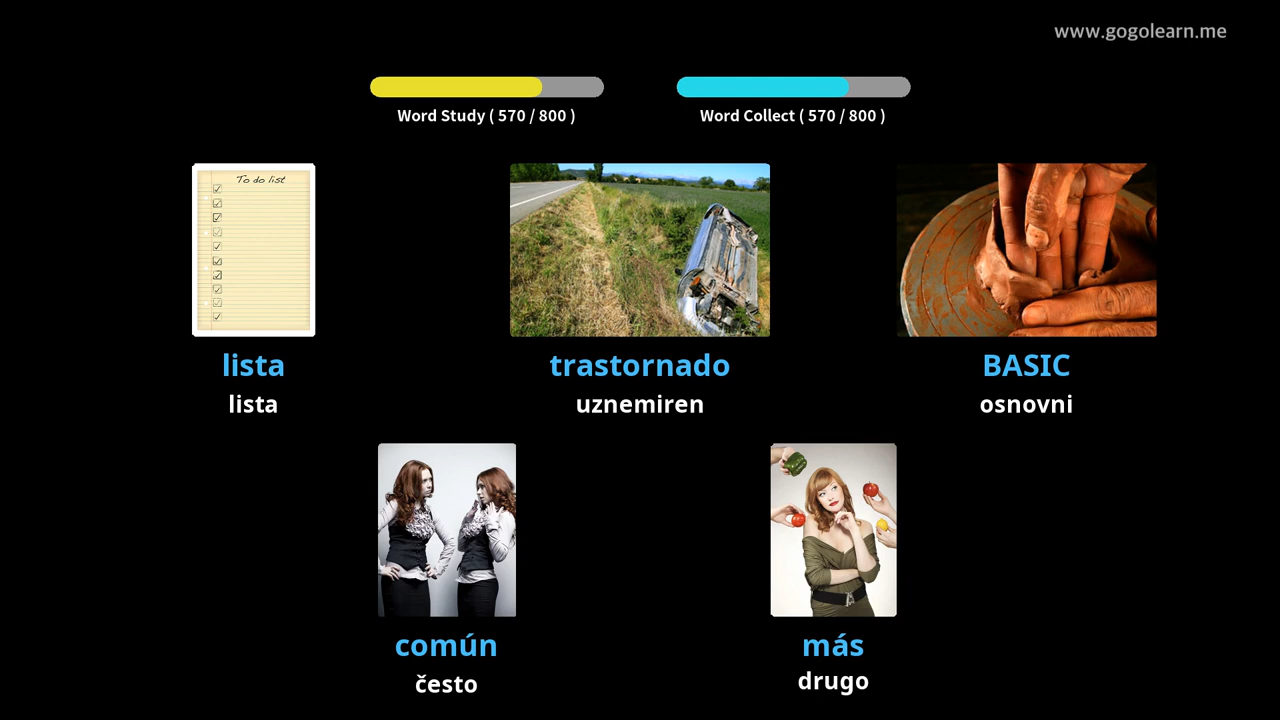 www.gogolearn.me
Word Study ( 570 / 800 )
Word Collect ( 570 / 800 )
To do list
lista
lista
trastornado
uznemiren
BASIC
osnovni
común
često
más
drugo